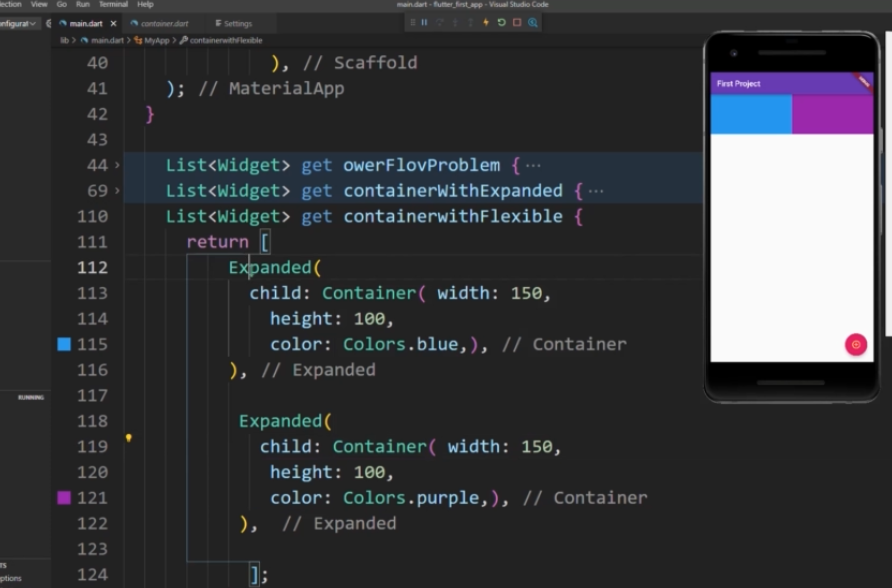 lection View Go Run Terminal Help
main.dart - flutter_first_app - Visual Studio Code
nfigurat main.dart × container.dart Settings
lib > main.dart > MyApp > containerwithFlexible
40 ), // Scaffold
41 ); // MaterialApp
42 }
43
44 > List<Widget> get owerFlovProblem { ...
69 > List<Widget> get containerWithExpanded { ...
110 List<Widget> get containerwithFlexible {
111 return [
112 Expanded(
113 child: Container( width: 150,
114 height: 100,
115 color: Colors.blue,), // Container
116 ), // Expanded
117
118 Expanded(
119 child: Container( width: 150,
120 height: 100,
121 color: Colors.purple,), // Container
122 ), // Expanded
123
124 ];
RUNNING
TS
ptions
First Project